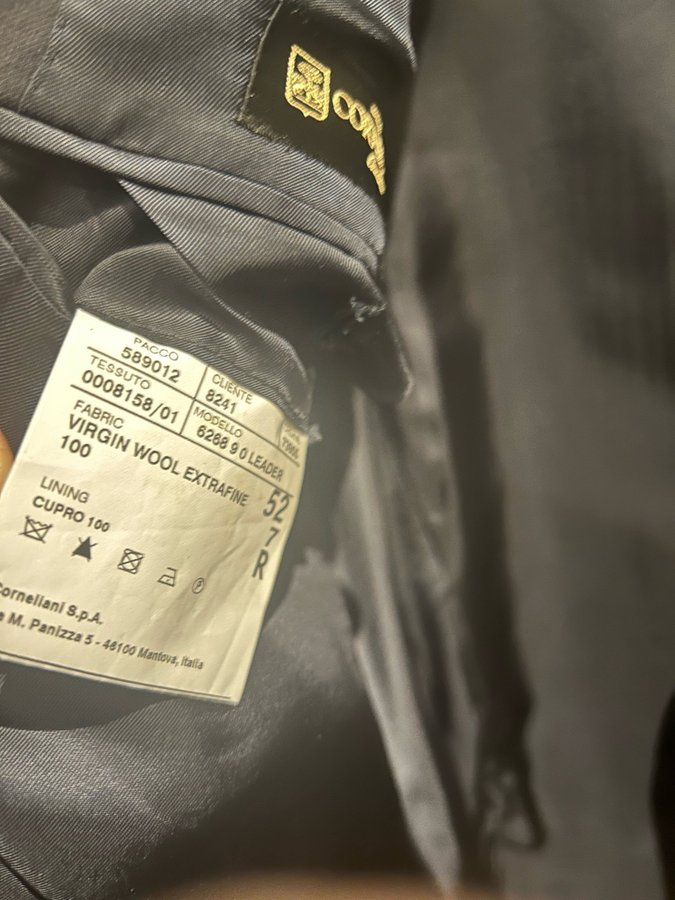 PACCO
589012
CLIENTE
8241
TESSUTO
0008158/01
MODELLO
6268 9 0 LEADER
FABRIC
VIRGIN WOOL EXTRAFINE
100
52
7
R
LINING
CUPRO 100
P
Corneliani S.p.A.
M. Panizza 5 - 46100 Mantova, Italia